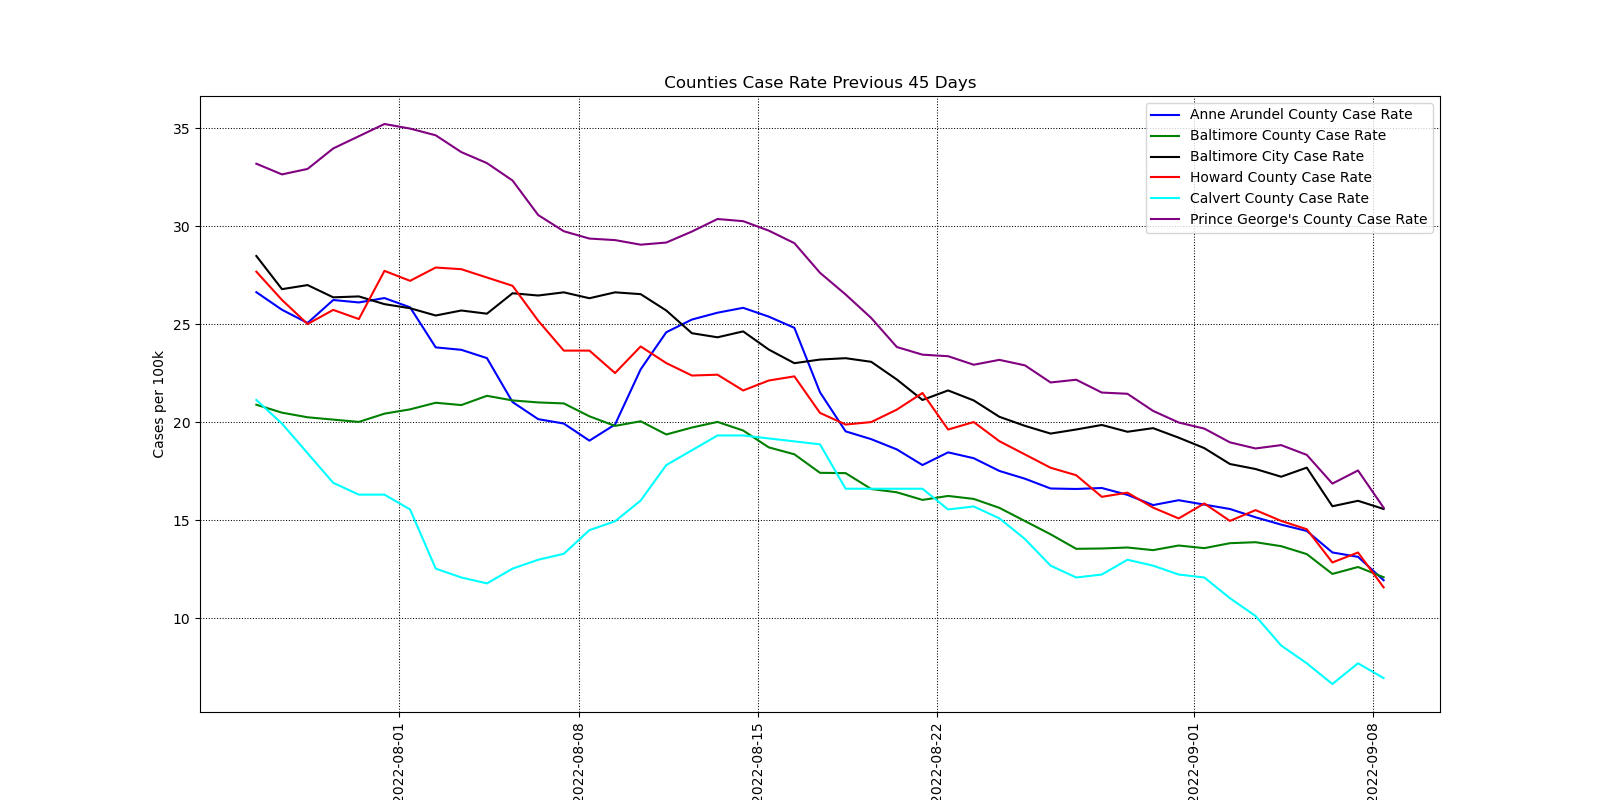 Counties Case Rate Previous 45 Days
Anne Arundel County Case Rate
Baltimore County Case Rate
Baltimore City Case Rate
Howard County Case Rate
Calvert County Case Rate
Prince George's County Case Rate
Cases per 100k
35
30
25
20
15
10
2022-08-01
2022-08-08
2022-08-15
2022-08-22
2022-09-01
2022-09-08